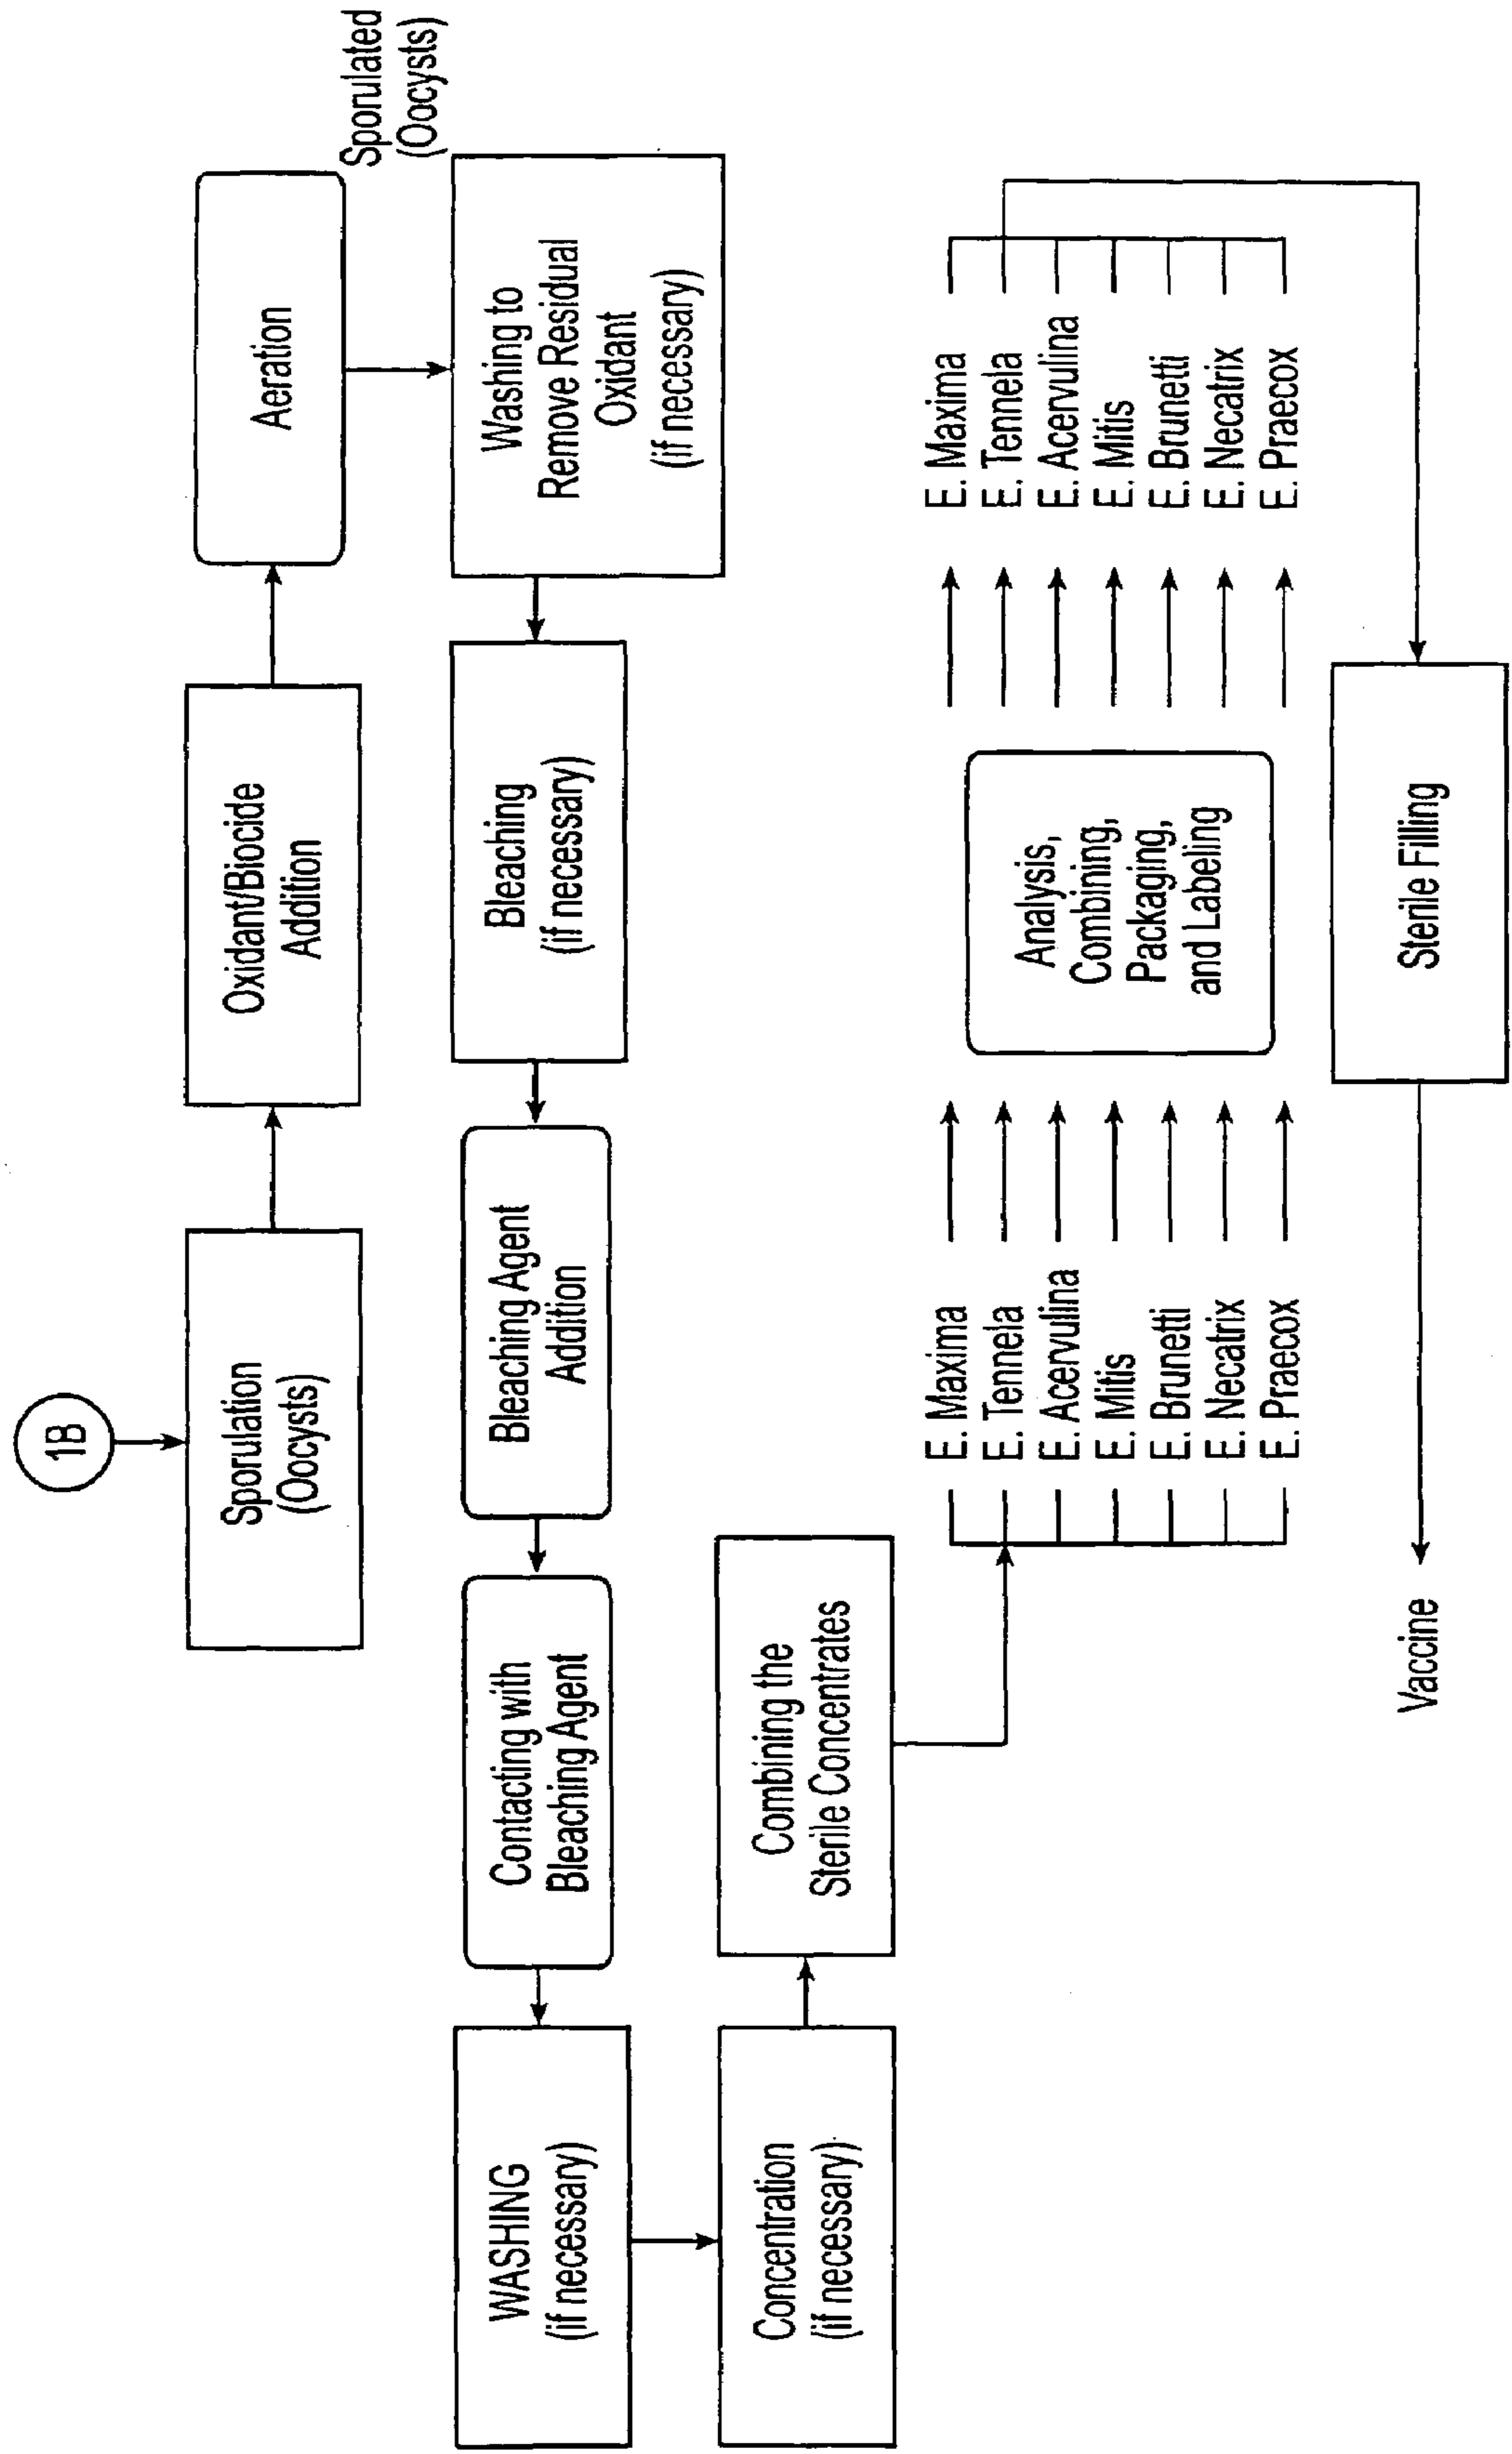 1B
Sporulation
(Oocysts)
Oxidant/Biocide
Addition
Aeration
Sporulated
(Oocysts)
Washing to
Remove Residual
Oxidant
(if necessary)
Bleaching
(if necessary)
Bleaching Agent
Addition
Contacting with
Bleaching Agent
WASHING
(if necessary)
Concentration
(if necessary)
Combining the
Sterile Concentrates
E. Maxima
E. Tennela
E. Acervulina
E. Mitis
E. Brunetti
E. Necatrix
E. Praecox
Analysis,
Combining,
Packaging,
and Labeling
E. Maxima
E. Tennela
E. Acervulina
E. Mitis
E. Brunetti
E. Necatrix
E. Praecox
Sterile Filling
Vaccine